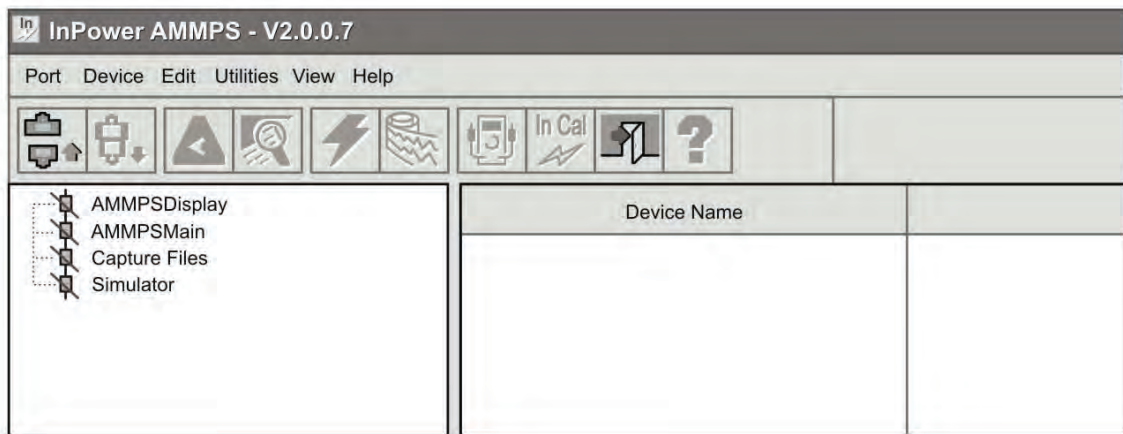 In
InPower AMMPS - V2.0.0.7
Port Device Edit Utilities View Help
In Cal
?
AMMPSDisplay
AMMPSMain
Capture Files
Simulator
Device Name